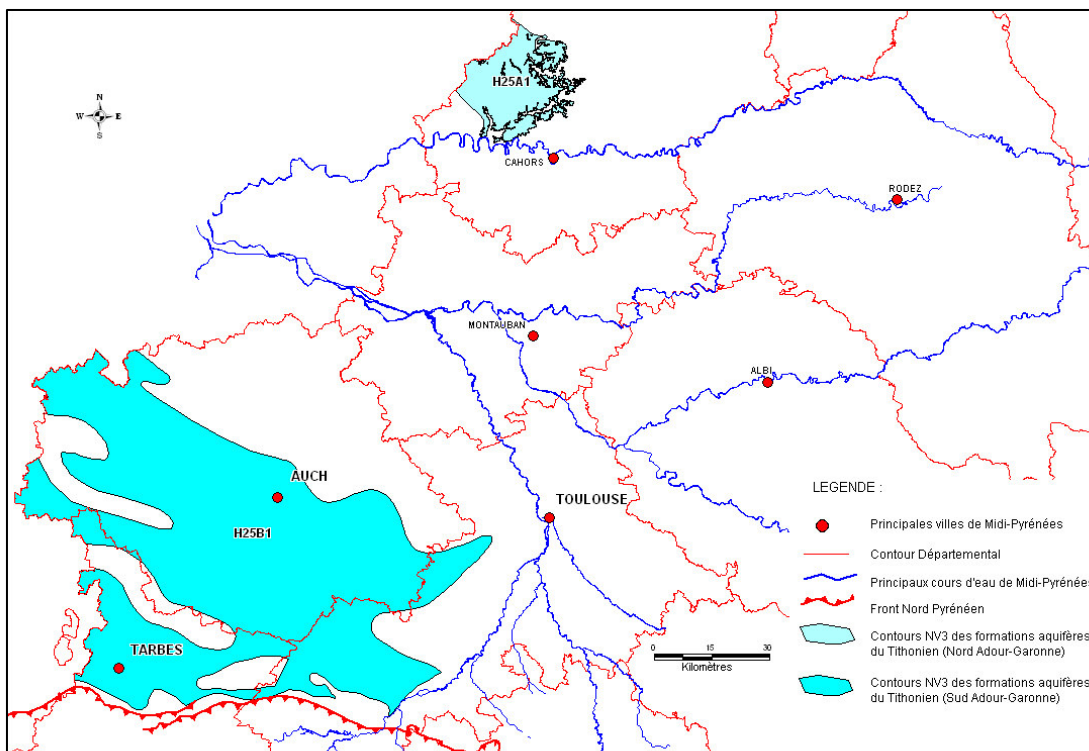 H25A1
N
W E
S
CAHORS
RODEZ
MONTAUBAN
ALBI
AUCH
TOULOUSE
H25B1
TARBES
LEGENDE :
Principales villes de Midi-Pyrénées
Contour Départemental
Principaux cours d'eau de Midi-Pyrénées
Front Nord Pyrénéen
Contours NV3 des formations aquifères
du Tithonien (Nord Adour-Garonne)
Contours NV3 des formations aquifères
du Tithonien (Sud Adour-Garonne)
0 15 30
Kilomètres